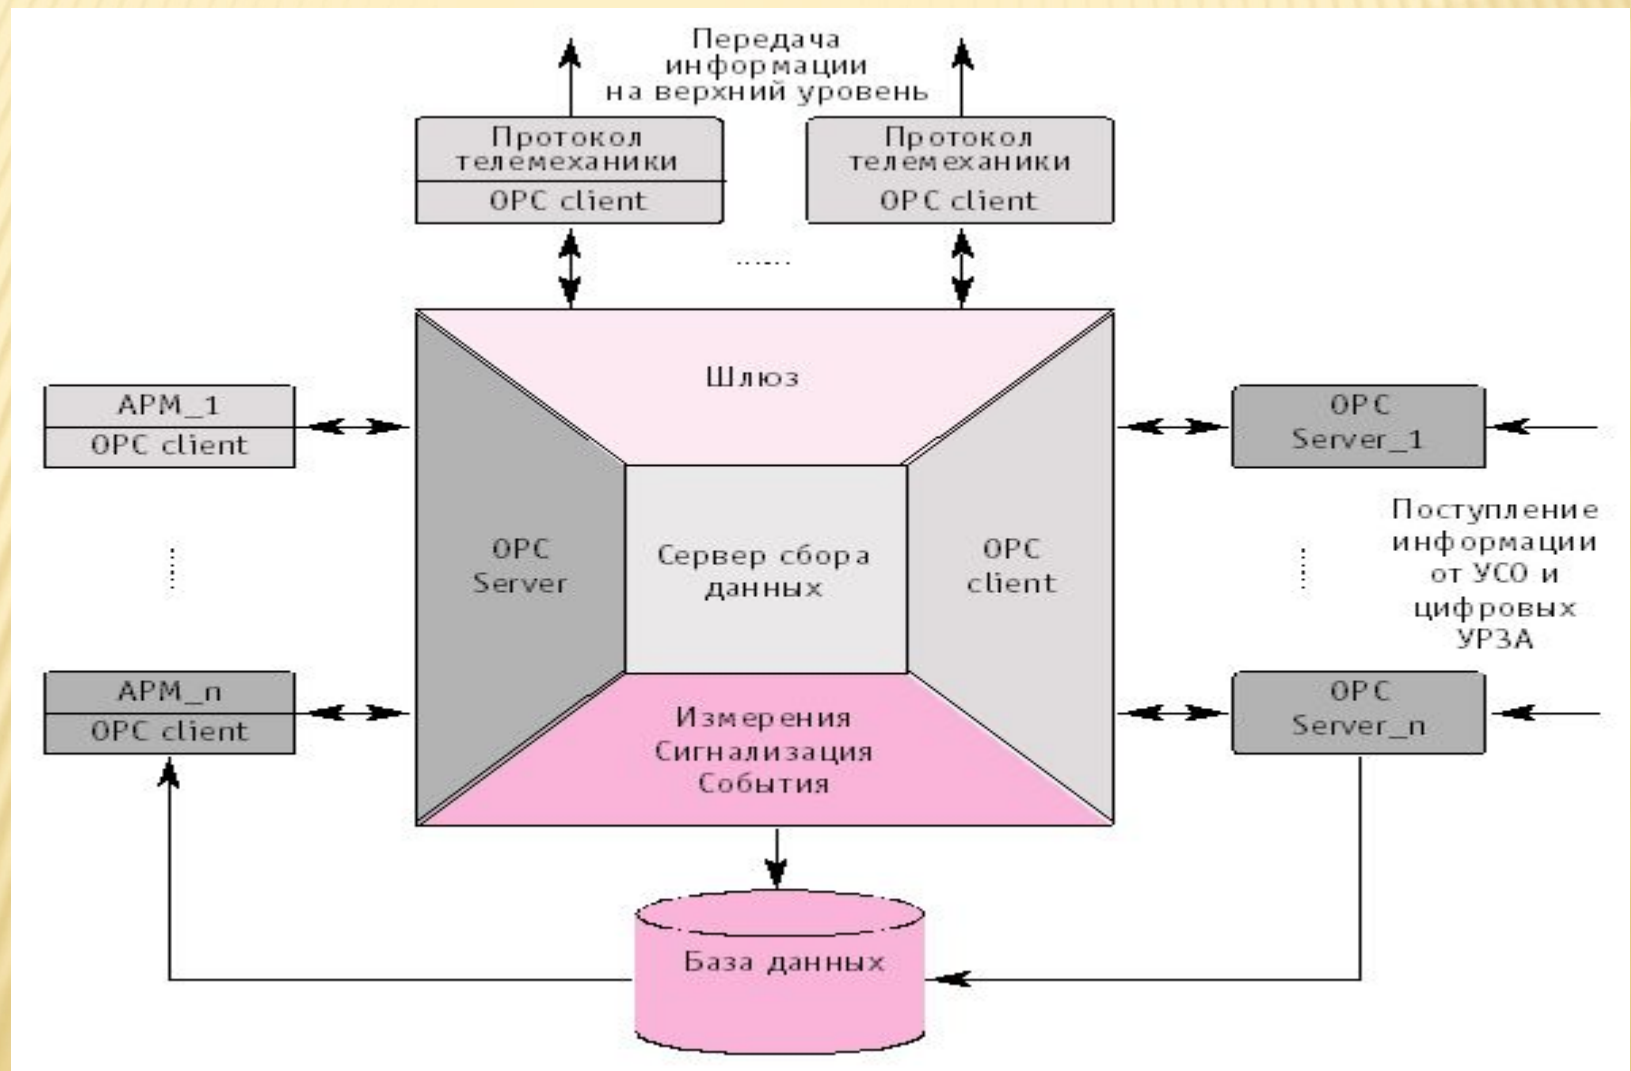 Передача
информации
на верхний уровень
Протокол
телемеханики
OPC client
Протокол
телемеханики
OPC client
Шлюз
АРМ_1
OPC client
OPC
Server_1
OPC
Server
Сервер сбора
данных
OPC
client
Поступление
информации
от УСО и
цифровых
УРЗА
АРМ_n
OPC client
Измерения
Сигнализация
События
OPC
Server_n
База данных